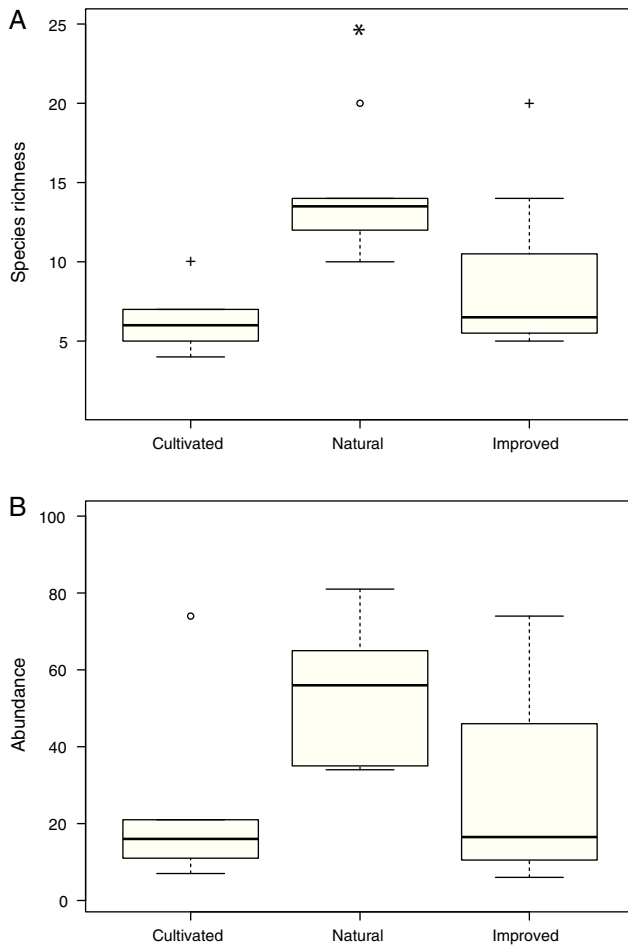 A
Species richness
25
20
15
10
5
*
+
+
Cultivated Natural Improved
B
Abundance
100
80
60
40
20
0
Cultivated Natural Improved